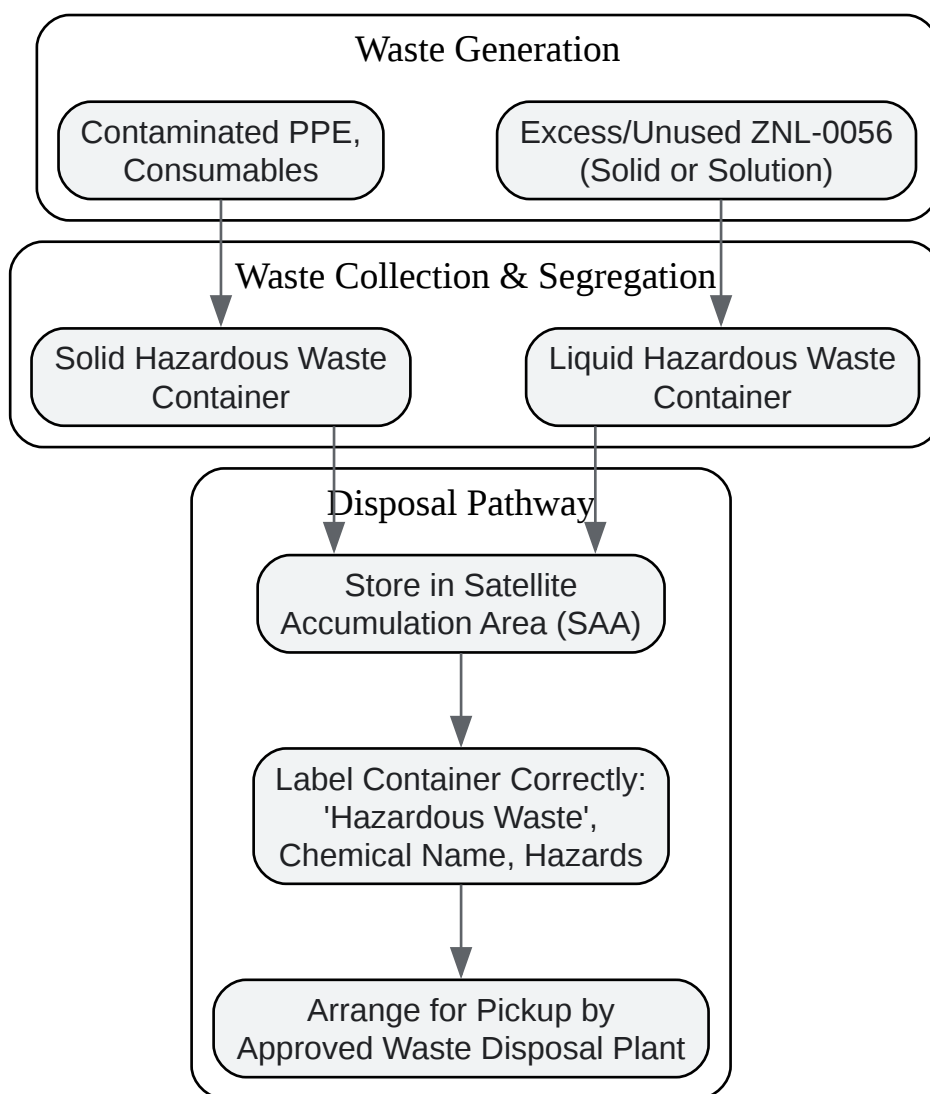 Waste Generation
Contaminated PPE,
Consumables
Excess/Unused ZNL-0056
(Solid or Solution)
Waste Collection & Segregation
Solid Hazardous Waste
Container
Liquid Hazardous Waste
Container
Disposal Pathway
Store in Satellite
Accumulation Area (SAA)
Label Container Correctly:
'Hazardous Waste',
Chemical Name, Hazards
Arrange for Pickup by
Approved Waste Disposal Plant